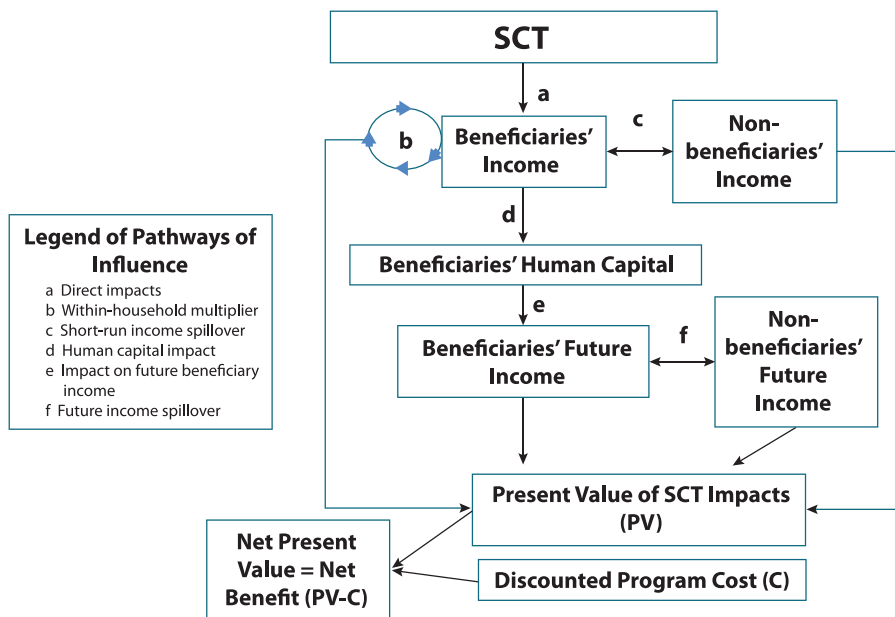 SCT
a
b
Beneficiaries’
Income
c
Non-
beneficiaries’
Income
d
Legend of Pathways of
Influence
a Direct impacts
b Within-household multiplier
c Short-run income spillover
d Human capital impact
e Impact on future beneficiary
income
f Future income spillover
Beneficiaries’ Human Capital
e
Beneficiaries’ Future
Income
f
Non-
beneficiaries’
Future
Income
Present Value of SCT Impacts
(PV)
Net Present
Value = Net
Benefit (PV-C)
Discounted Program Cost (C)